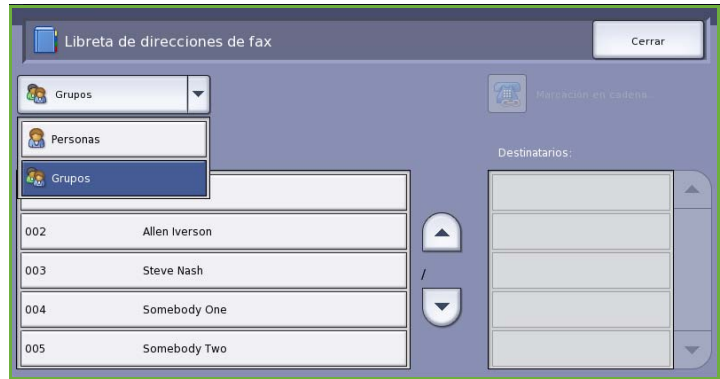 Libreta de direcciones de fax
Cerrar
Grupos
Marcación en cadena...
Personas
Grupos
Destinatarios:
002 Allen Iverson
003 Steve Nash
/
004 Somebody One
005 Somebody Two